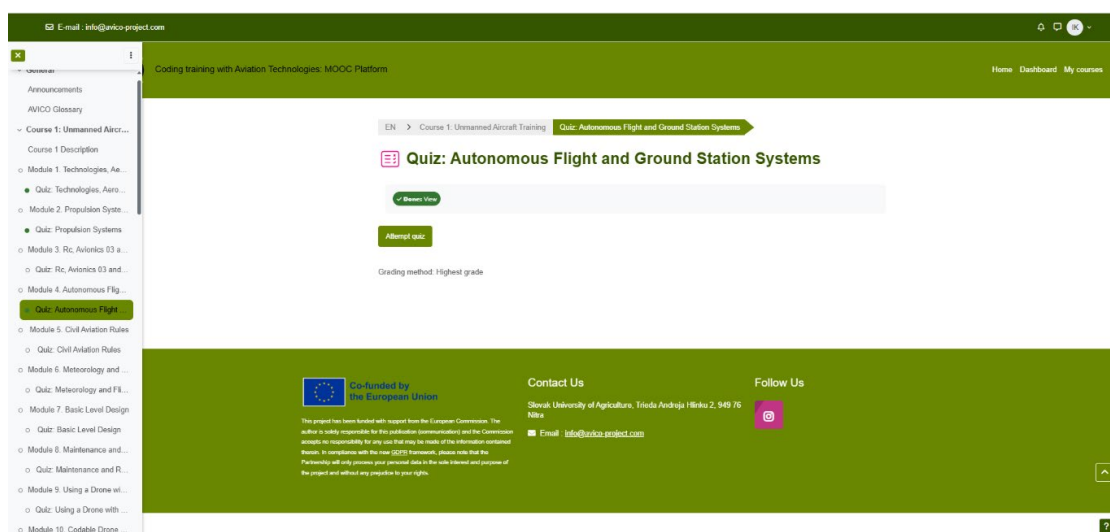 E-mail : info@avico-project.com
IK
General
Announcements
AVICO Glossary
Course 1: Unmanned Aircr...
Course 1 Description
Module 1. Technologies, Ae...
Quiz: Technologies, Aero...
Module 2. Propulsion Syste...
Quiz: Propulsion Systems
Module 3. Rc, Avionics 03 a...
Quiz: Rc, Avionics 03 and...
Module 4. Autonomous Flig...
Quiz: Autonomous Flight ...
Module 5. Civil Aviation Rules
Quiz: Civil Aviation Rules
Module 6. Meteorology and ...
Quiz: Meteorology and Fli...
Module 7. Basic Level Design
Quiz: Basic Level Design
Module 8. Maintenance and...
Quiz: Maintenance and R...
Module 9. Using a Drone wi...
Quiz: Using a Drone with ...
Module 10. Codable Drone ...
Coding training with Aviation Technologies: MOOC Platform
Home Dashboard My courses
EN > Course 1: Unmanned Aircraft Training Quiz: Autonomous Flight and Ground Station Systems
Quiz: Autonomous Flight and Ground Station Systems
Done: View
Attempt quiz
Grading method: Highest grade
Co-funded by
the European Union
This project has been funded with support from the European Commission. The
author is solely responsible for this publication (communication) and the Commission
accepts no responsibility for any use that may be made of the information contained
therein. In compliance with the new GDPR framework, please note that the
Partnership will only process your personal data in the sole interest and purpose of
the project and without any prejudice to your rights.
Contact Us
Slovak University of Agriculture, Trieda Andreja Hlinku 2, 949 76
Nitra
Email : Info@avico-project.com
Follow Us
?